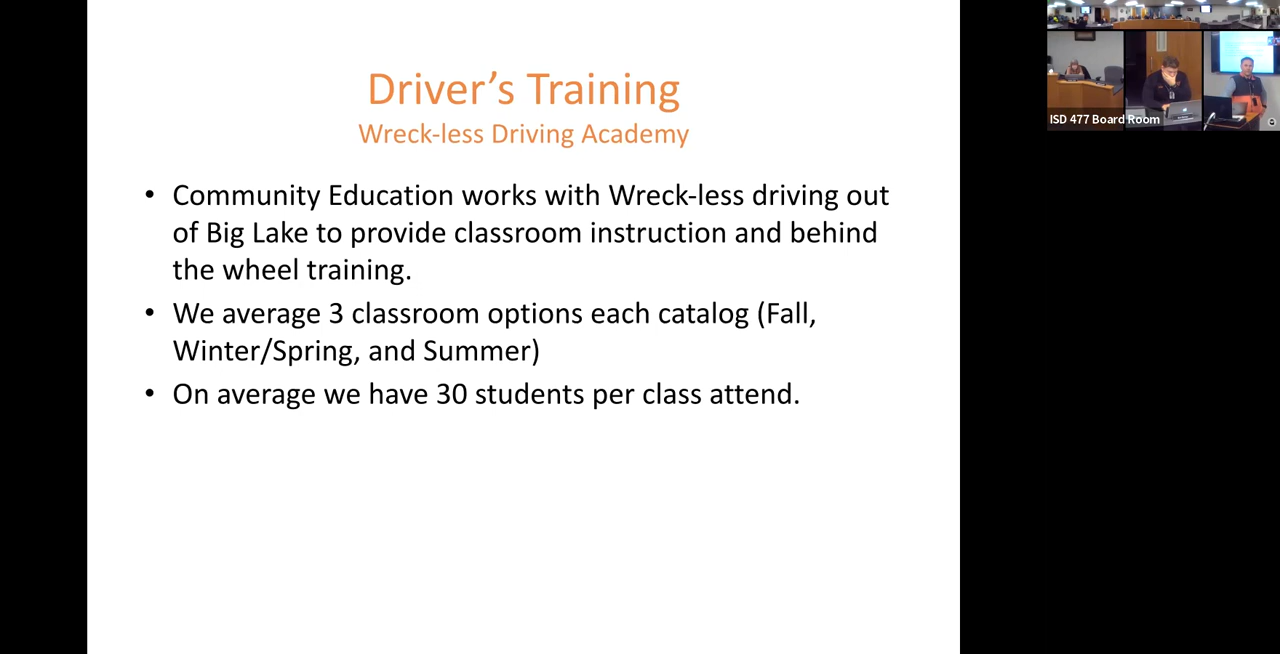 Driver's Training
Wreck-less Driving Academy
• Community Education works with Wreck-less driving out
of Big Lake to provide classroom instruction and behind
the wheel training.
• We average 3 classroom options each catalog (Fall,
Winter/Spring, and Summer)
• On average we have 30 students per class attend.
ISD 477 Board Room